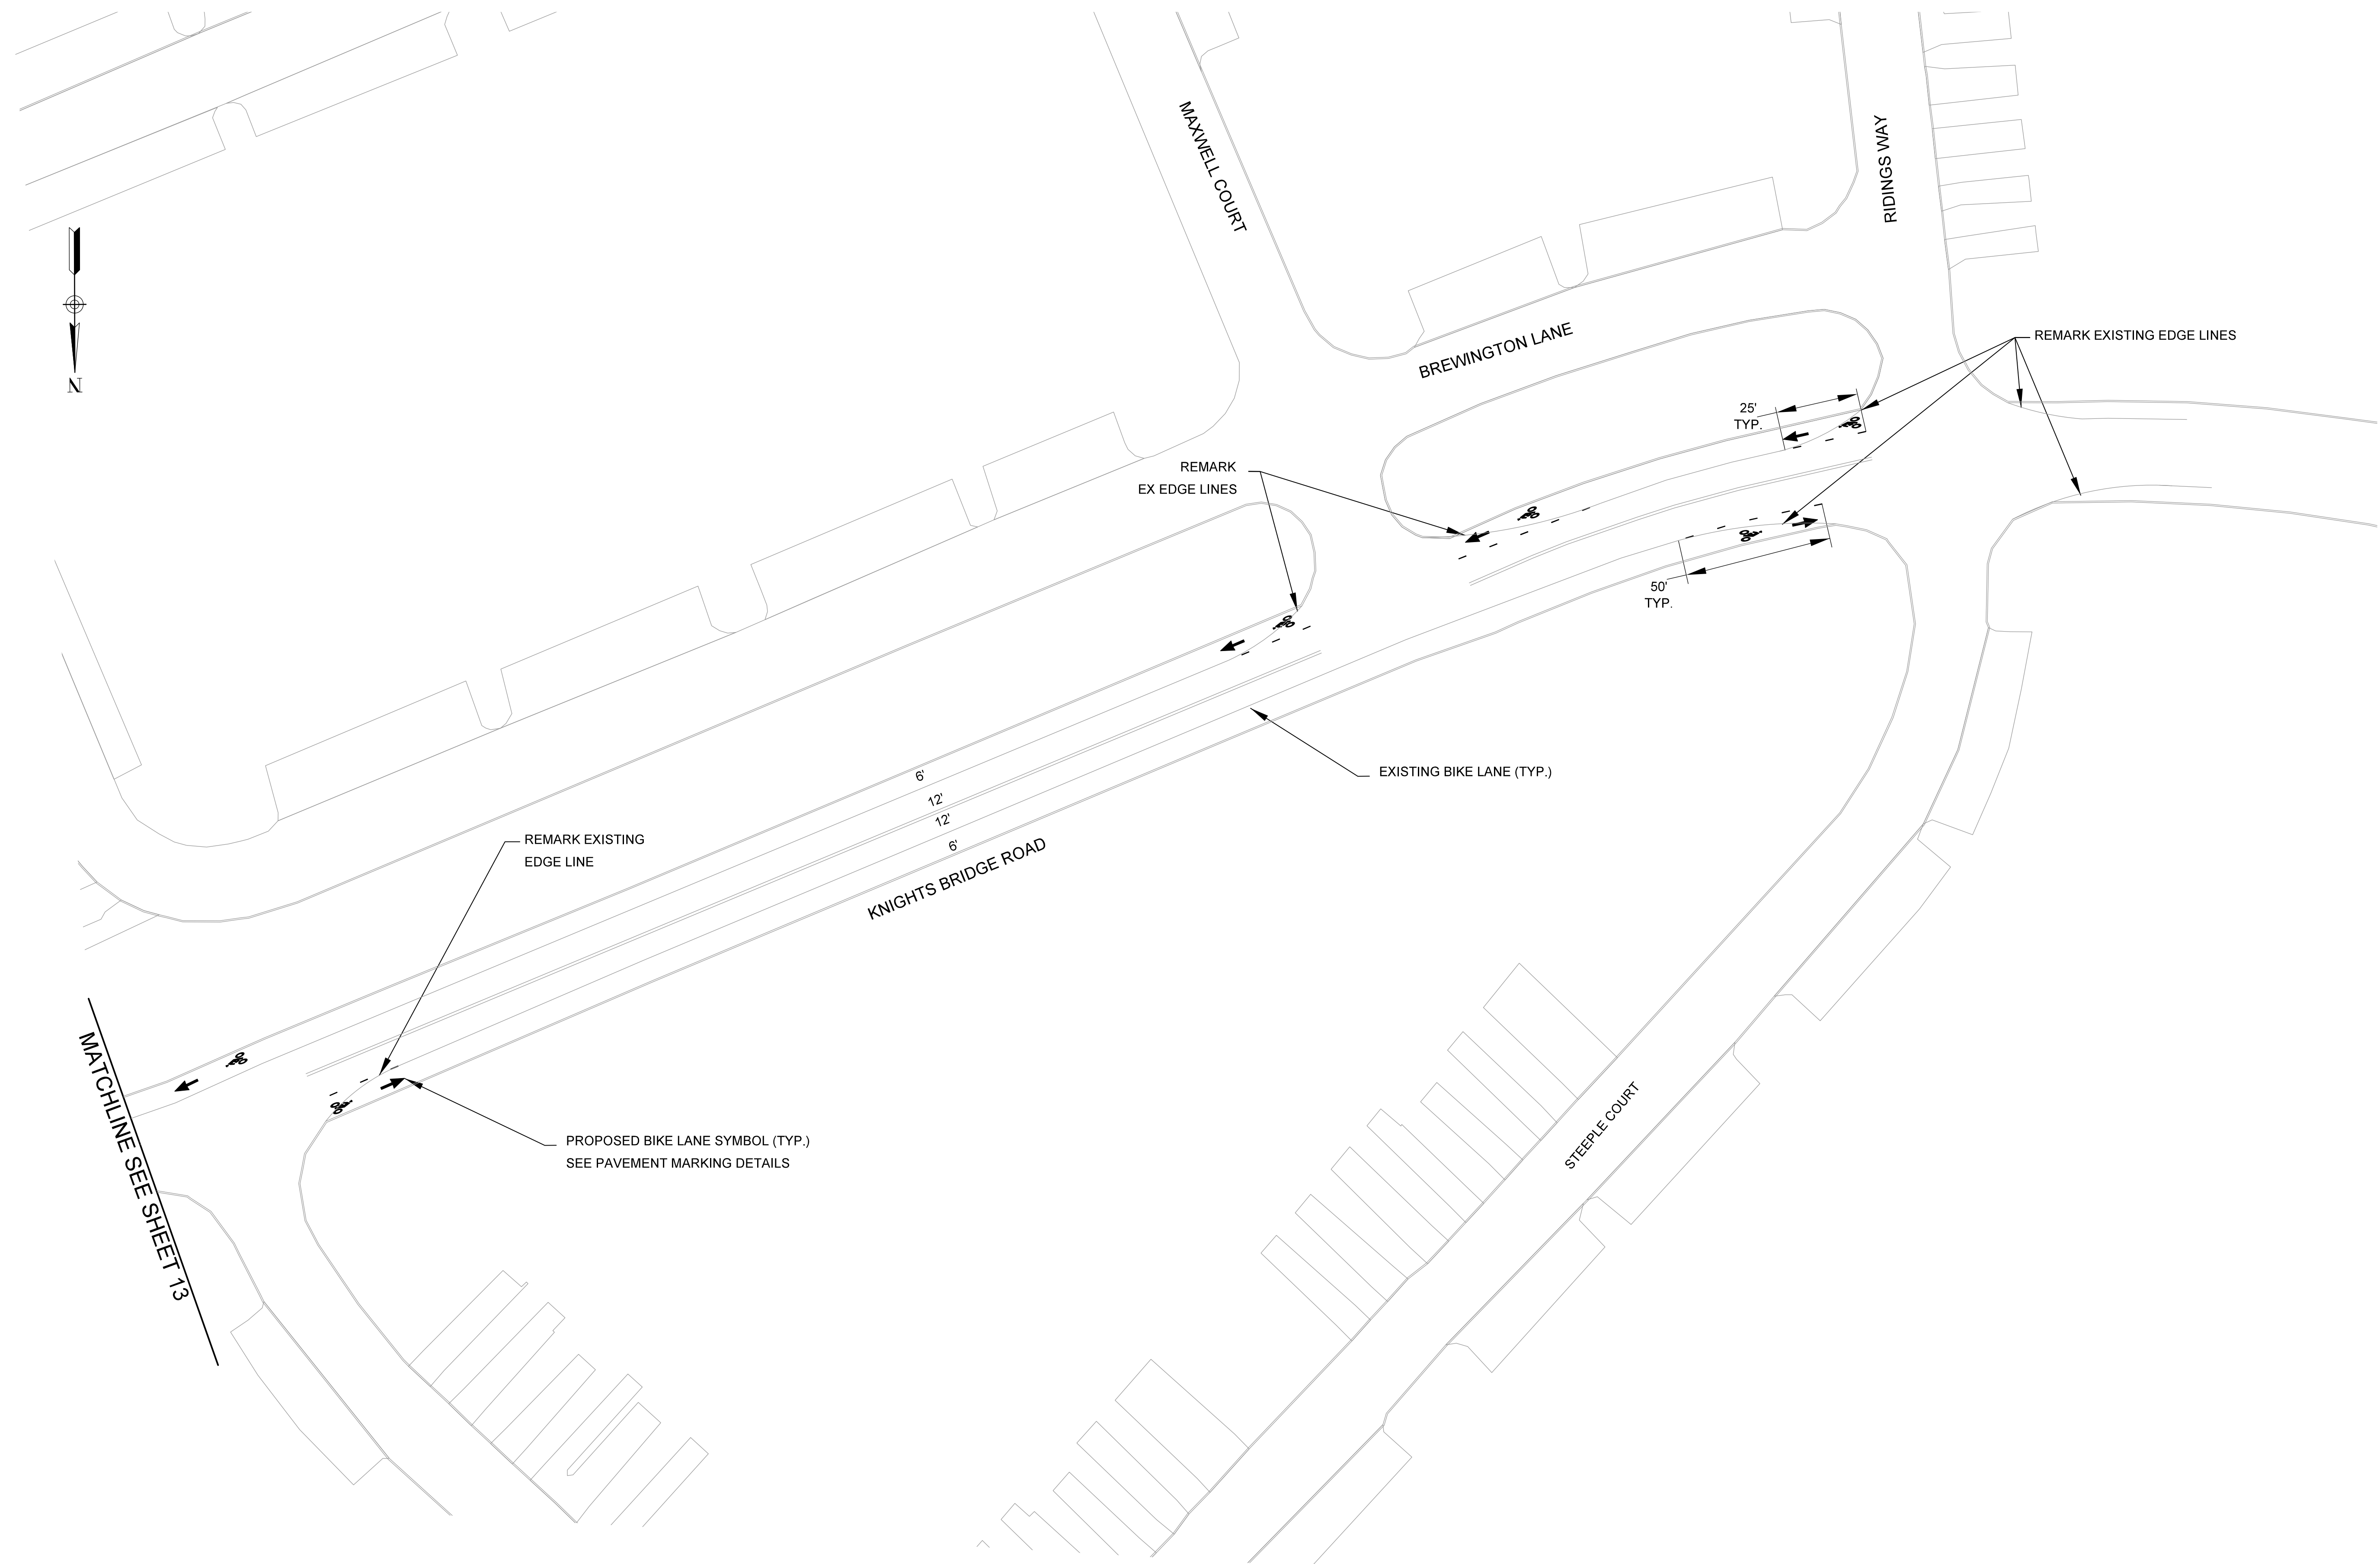 MAXWELL COURT
RIDINGS WAY
N
BREWINGTON LANE
REMARK EXISTING EDGE LINES
25'
TYP.
REMARK
EX EDGE LINES
50'
TYP.
6'
12'
12'
6'
EXISTING BIKE LANE (TYP.)
REMARK EXISTING
EDGE LINE
KNIGHTS BRIDGE ROAD
MATCHLINE SEE SHEET 13
PROPOSED BIKE LANE SYMBOL (TYP.)
SEE PAVEMENT MARKING DETAILS
STEEPLE COURT